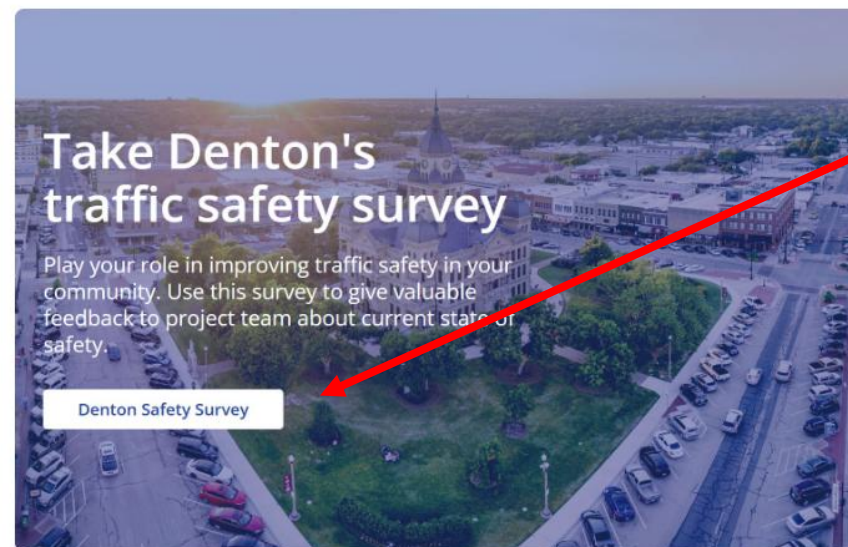 Take Denton's
traffic safety survey
Play your role in improving traffic safety in your
community. Use this survey to give valuable
feedback to project team about current state of
safety.
Denton Safety Survey